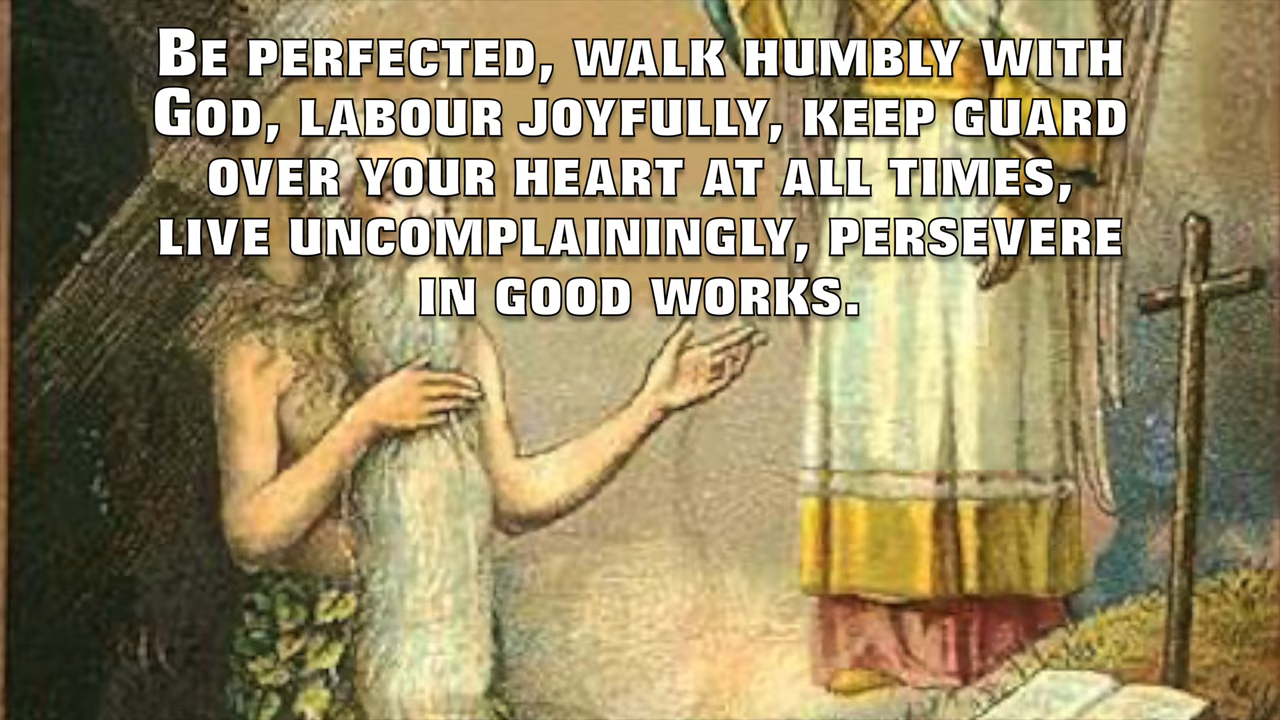 Be perfected, walk humbly with
God, labour joyfully, keep guard
over your heart at all times,
live uncomplainingly, persevere
in good works.